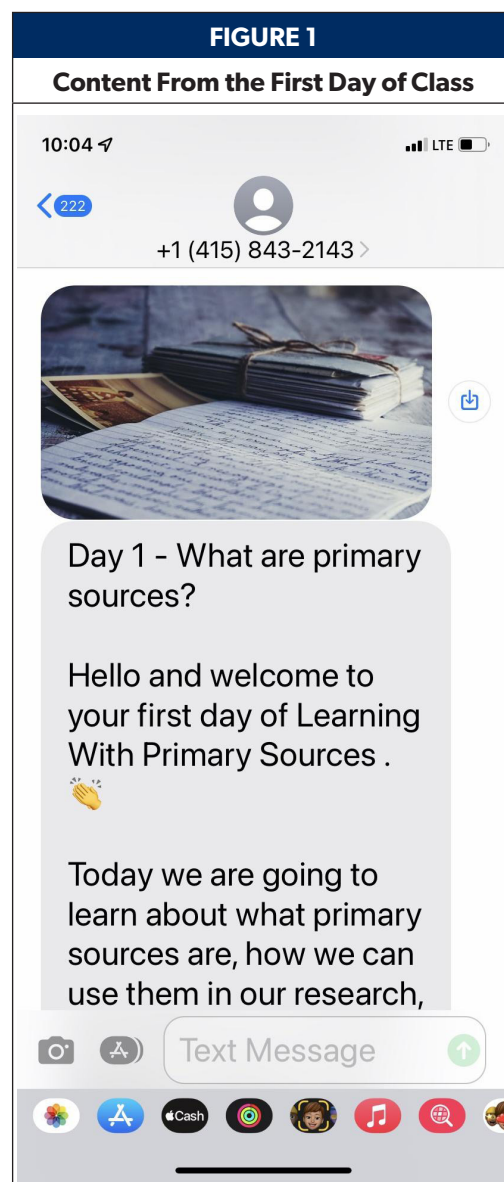 FIGURE 1
Content From the First Day of Class
10:04
LTE
222
+1 (415) 843-2143
Day 1 - What are primary
sources?
Hello and welcome to
your first day of Learning
With Primary Sources .
👏
Today we are going to
learn about what primary
sources are, how we can
use them in our research,
Text Message
Cash